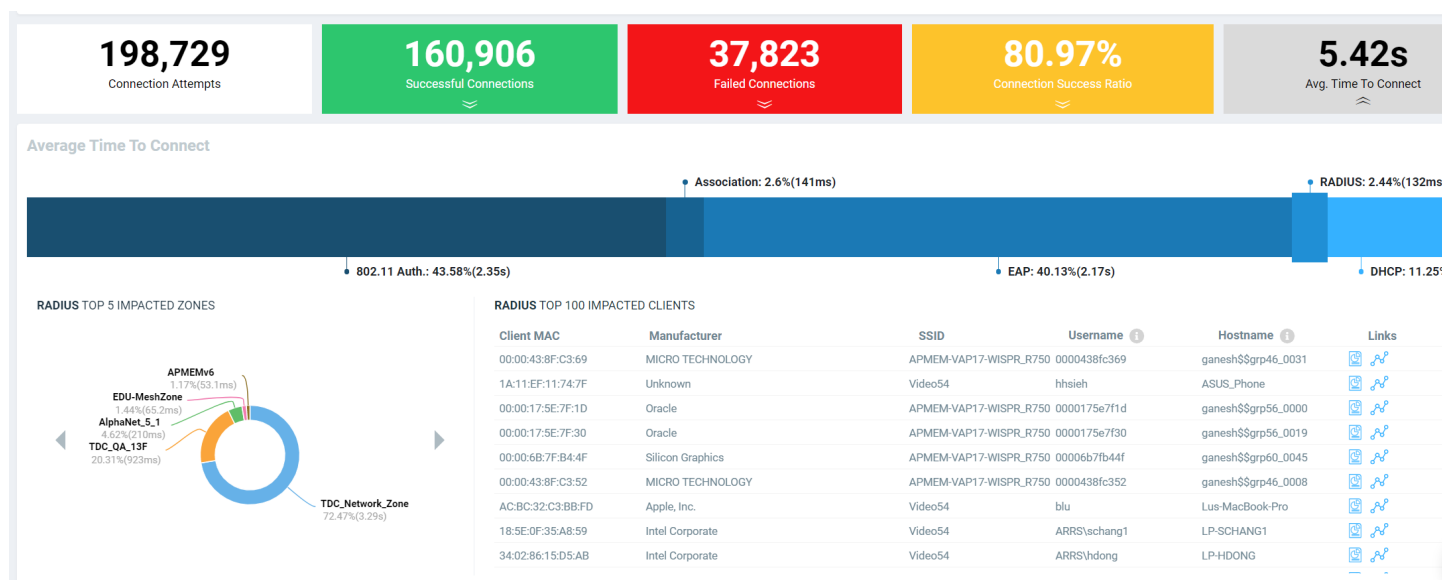 198,729
Connection Attempts
160,906
Successful Connections
37,823
Failed Connections
80.97%
Connection Success Ratio
5.42s
Avg. Time To Connect
Average Time To Connect
Association: 2.6%(141ms)
RADIUS: 2.44%(132ms
802.11 Auth.: 43.58%(2.35s)
EAP: 40.13%(2.17s)
DHCP: 11.25%
RADIUS TOP 5 IMPACTED ZONES
APMEMv6
1.17%(53.1ms)
EDU-MeshZone
1.44%(65.2ms)
AlphaNet_5_1
4.62%(210ms)
TDC_QA_13F
20.31%(923ms)
TDC_Network_Zone
72.47%(3.29s)
RADIUS TOP 100 IMPACTED CLIENTS
Client MAC Manufacturer SSID Username Hostname Links
00:00:43:8F:C3:69 MICRO TECHNOLOGY APMEM-VAP17-WISPR_R750 0000438fc369 ganesh$$grp46_0031
1A:11:EF:11:74:7F Unknown Video54 hhsieh ASUS_Phone
00:00:17:5E:7F:1D Oracle APMEM-VAP17-WISPR_R750 0000175e7f1d ganesh$$grp56_0000
00:00:17:5E:7F:30 Oracle APMEM-VAP17-WISPR_R750 0000175e7f30 ganesh$$grp56_0019
00:00:6B:7F:B4:4F Silicon Graphics APMEM-VAP17-WISPR_R750 00006b7fb44f ganesh$$grp60_0045
00:00:43:8F:C3:52 MICRO TECHNOLOGY APMEM-VAP17-WISPR_R750 0000438fc352 ganesh$$grp46_0008
AC:BC:32:C3:BB:FD Apple, Inc. Video54 blu Lus-MacBook-Pro
18:5E:0F:35:A8:59 Intel Corporate Video54 ARRS\schang1 LP-SCHANG1
34:02:86:15:D5:AB Intel Corporate Video54 ARRS\hdong LP-HDONG